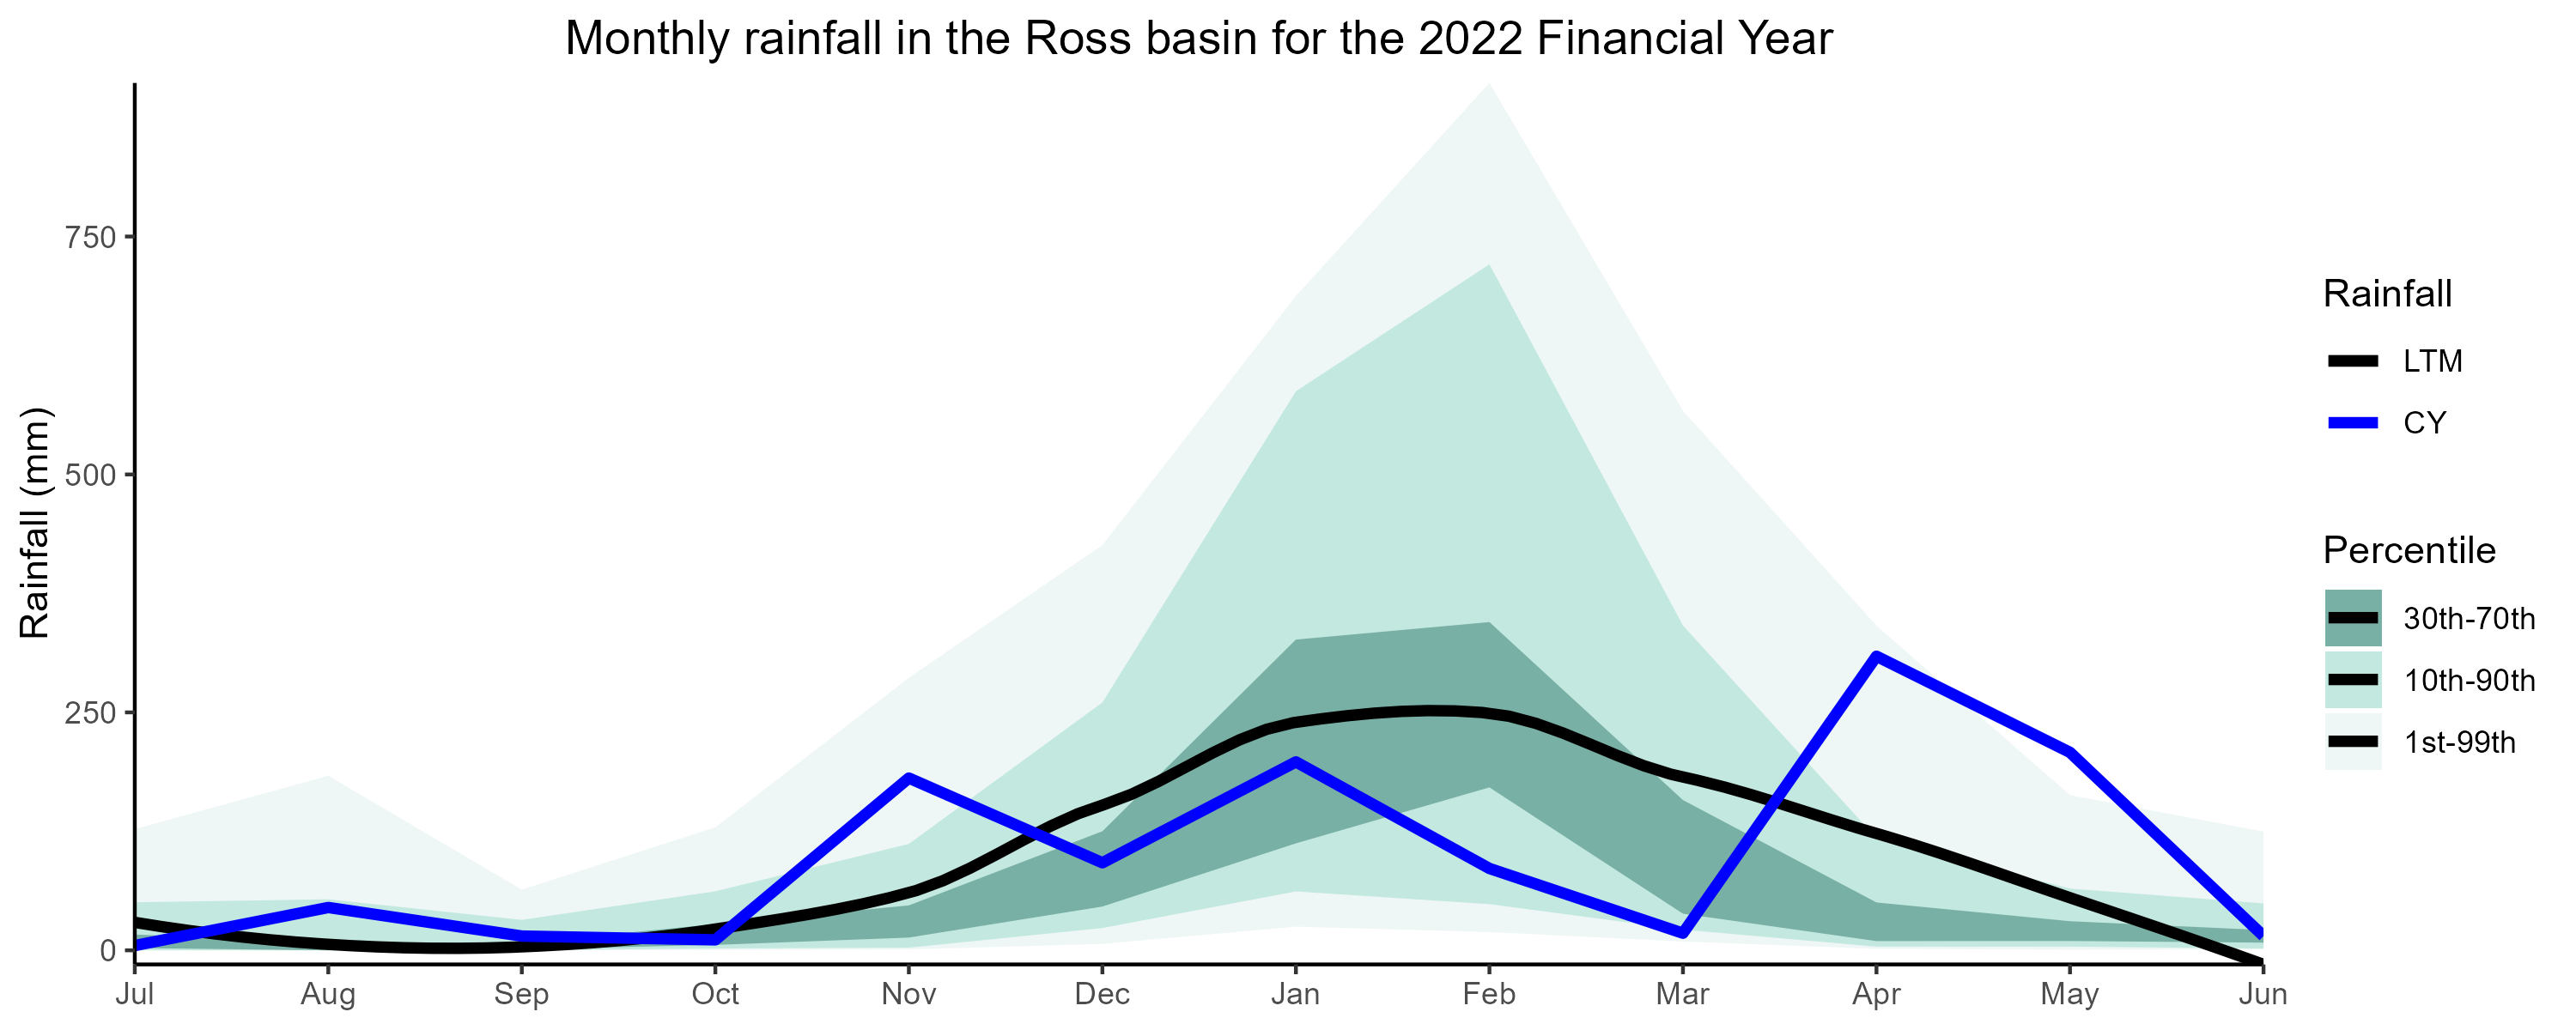 Monthly rainfall in the Ross basin for the 2022 Financial Year
Rainfall (mm)
750
500
250
0
Jul Aug Sep Oct Nov Dec Jan Feb Mar Apr May Jun
Rainfall
LTM
CY
Percentile
30th-70th
10th-90th
1st-99th